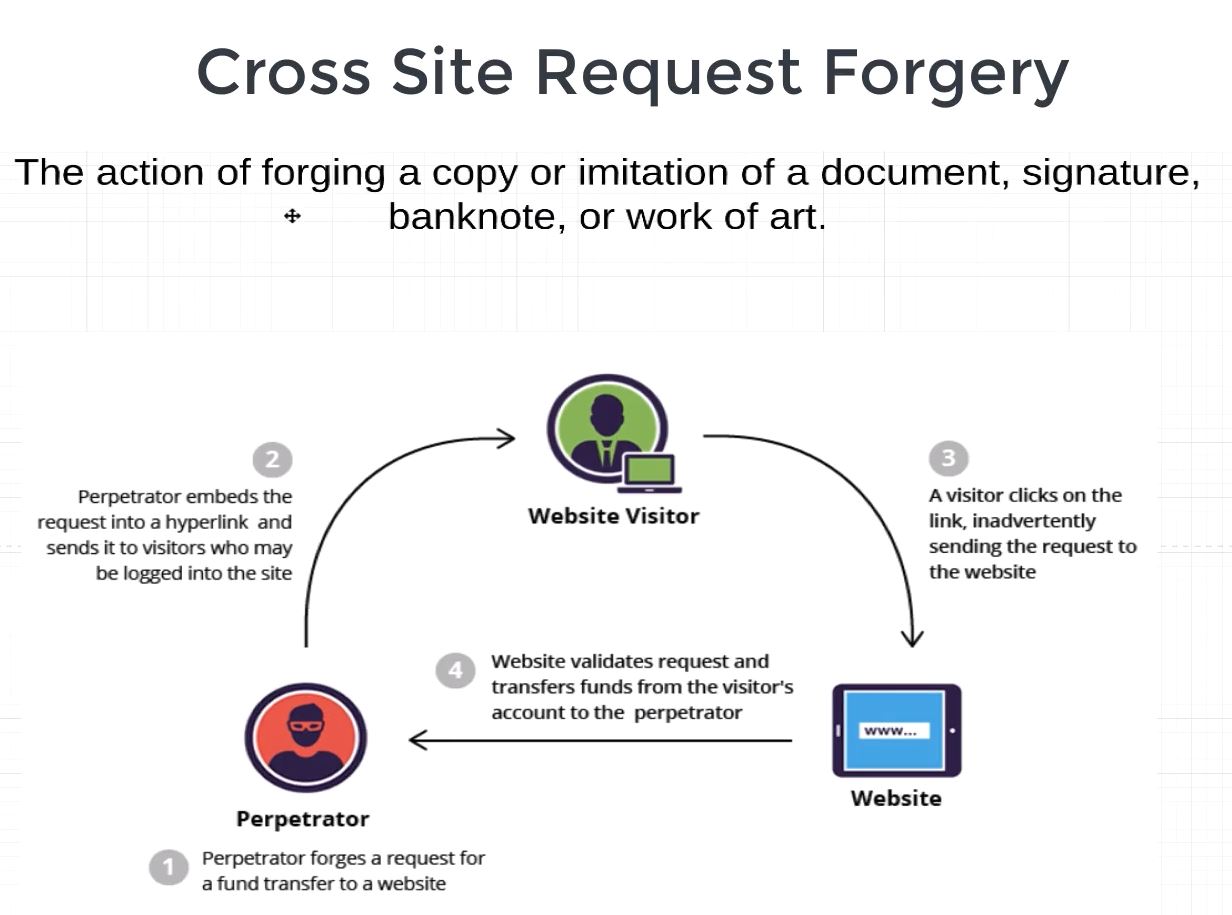 Cross Site Request Forgery
The action of forging a copy or imitation of a document, signature,
banknote, or work of art.
2
Perpetrator embeds the
request into a hyperlink and
sends it to visitors who may
be logged into the site
Website Visitor
3
A visitor clicks on the
link, inadvertently
sending the request to
the website
4
Website validates request and
transfers funds from the visitor's
account to the perpetrator
www...
Website
Perpetrator
1
Perpetrator forges a request for
a fund transfer to a website